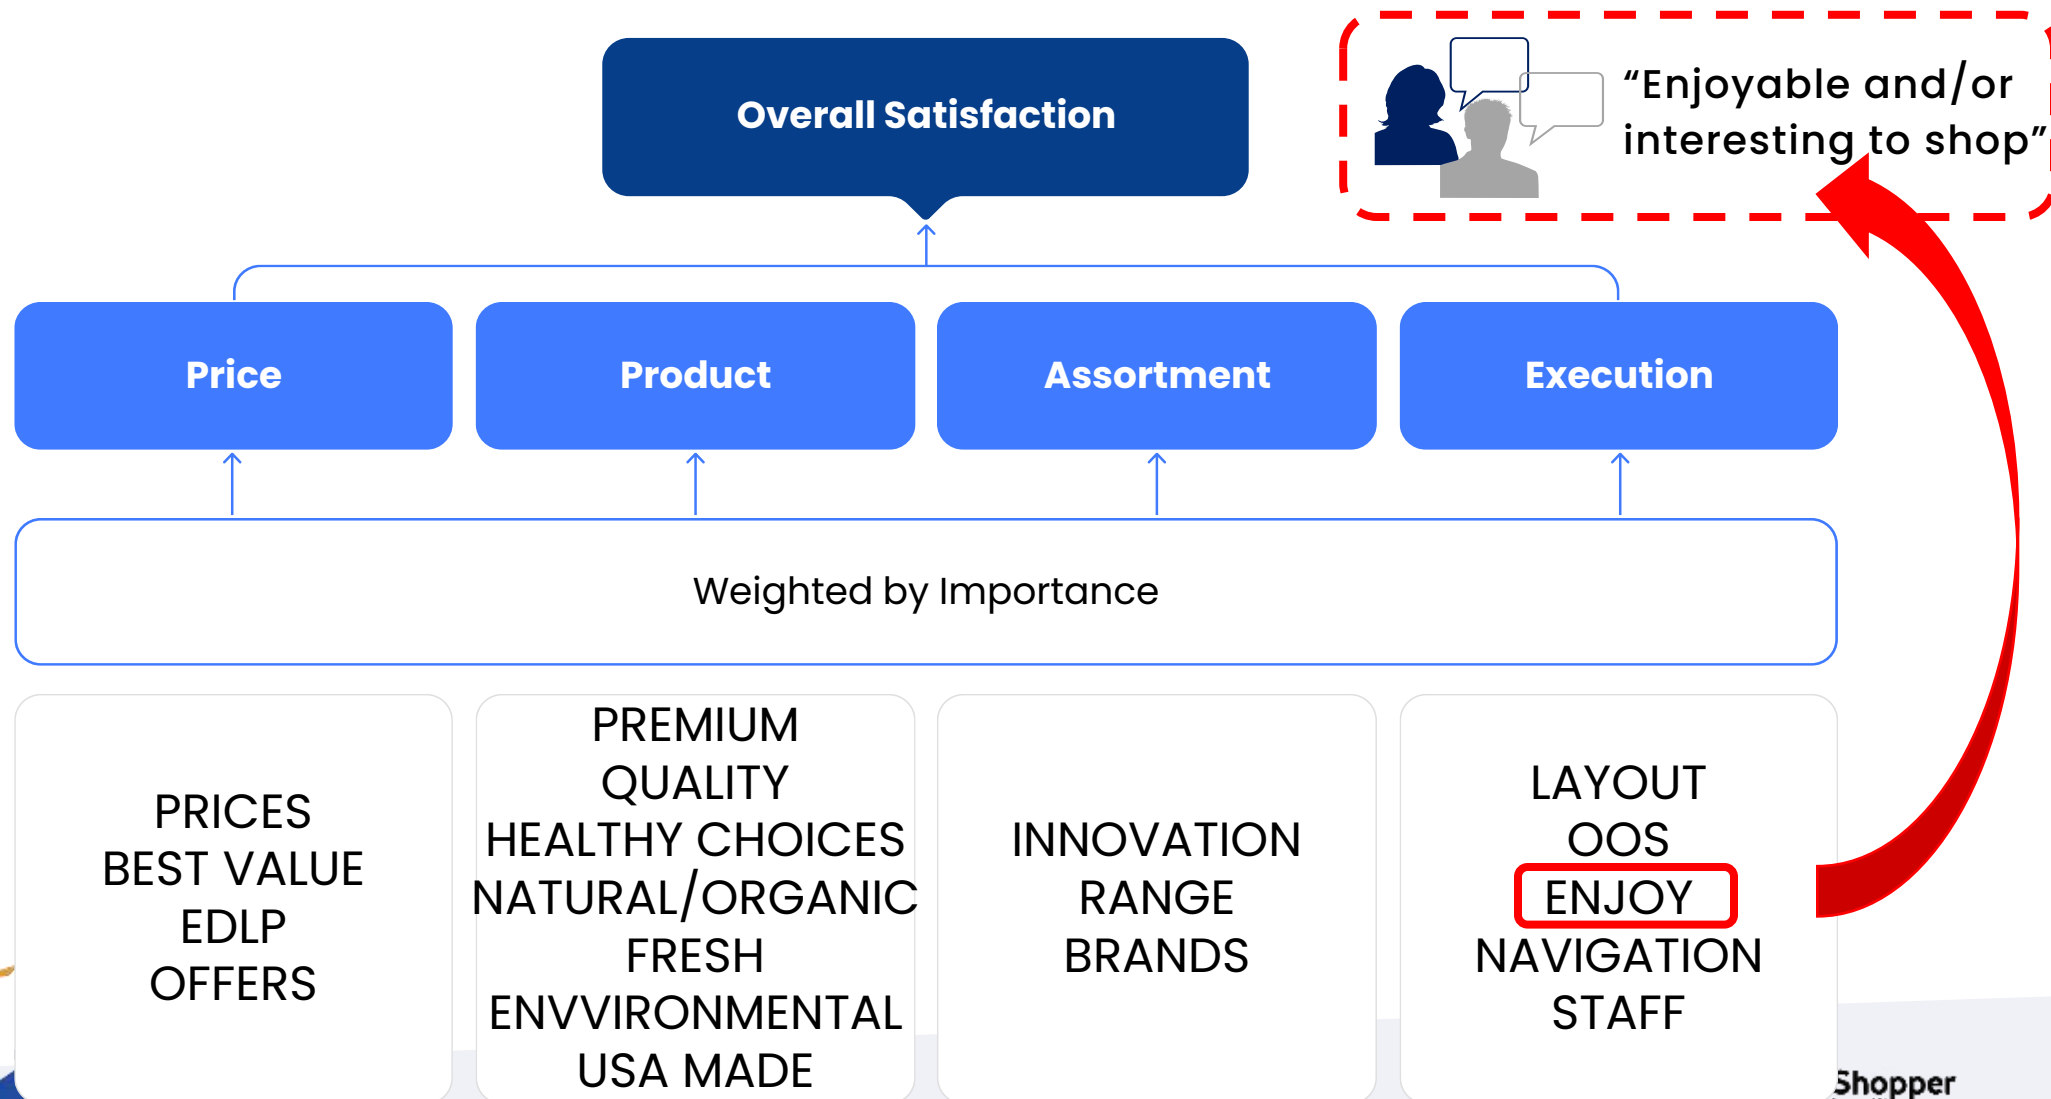 Overall Satisfaction
“Enjoyable and/or
interesting to shop”
Price
Product
Assortment
Execution
Weighted by Importance
PRICES
BEST VALUE
EDLP
OFFERS
PREMIUM
QUALITY
HEALTHY CHOICES
NATURAL/ORGANIC
FRESH
ENVVIRONMENTAL
USA MADE
INNOVATION
RANGE
BRANDS
LAYOUT
OOS
ENJOY
NAVIGATION
STAFF
Shopper